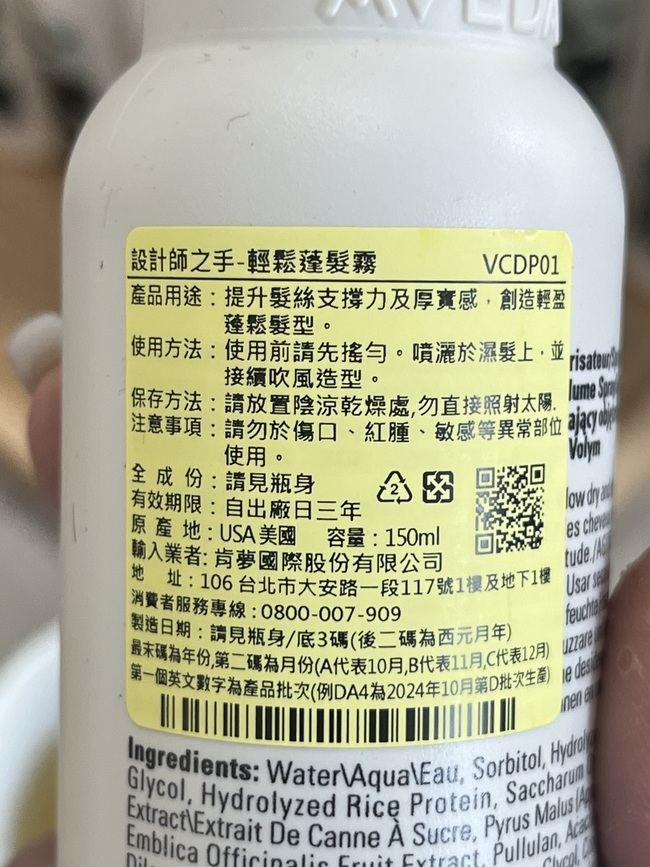 AVEDA
設計師之手-輕鬆蓬髮霧 VCDP01
產品用途：提升髮絲支撐力及厚實感，創造輕盈
蓬鬆髮型。
使用方法：使用前請先搖勻。噴灑於濕髮上，並
接續吹風造型。
保存方法：請放置陰涼乾燥處,勿直接照射太陽.
注意事項：請勿於傷口、紅腫、敏感等異常部位
使用。
全成份：請見瓶身
有效期限：自出廠日三年
原產地：USA美國 容量：150ml
輸入業者：肯夢國際股份有限公司
地址：106台北市大安路一段117號1樓及地下1樓
消費者服務專線：0800-007-909
製造日期：請見瓶身/底3碼(後二碼為西元月年)
最末碼為年份,第二碼為月份(A代表10月,B代表11月,C代表12月)
第一個英文數字為產品批次(例DA4為2024年10月第D批次生產)
Ingredients: Water\Aqua\Eau, Sorbitol,
Glycol, Hydrolyzed Rice Protein, Saccharum
Extract\Extrait De Canne À Sucre, Pyrus Malus
Emblica Officinalis Fruit Extract, Pullulan,
lume Spray
Volym